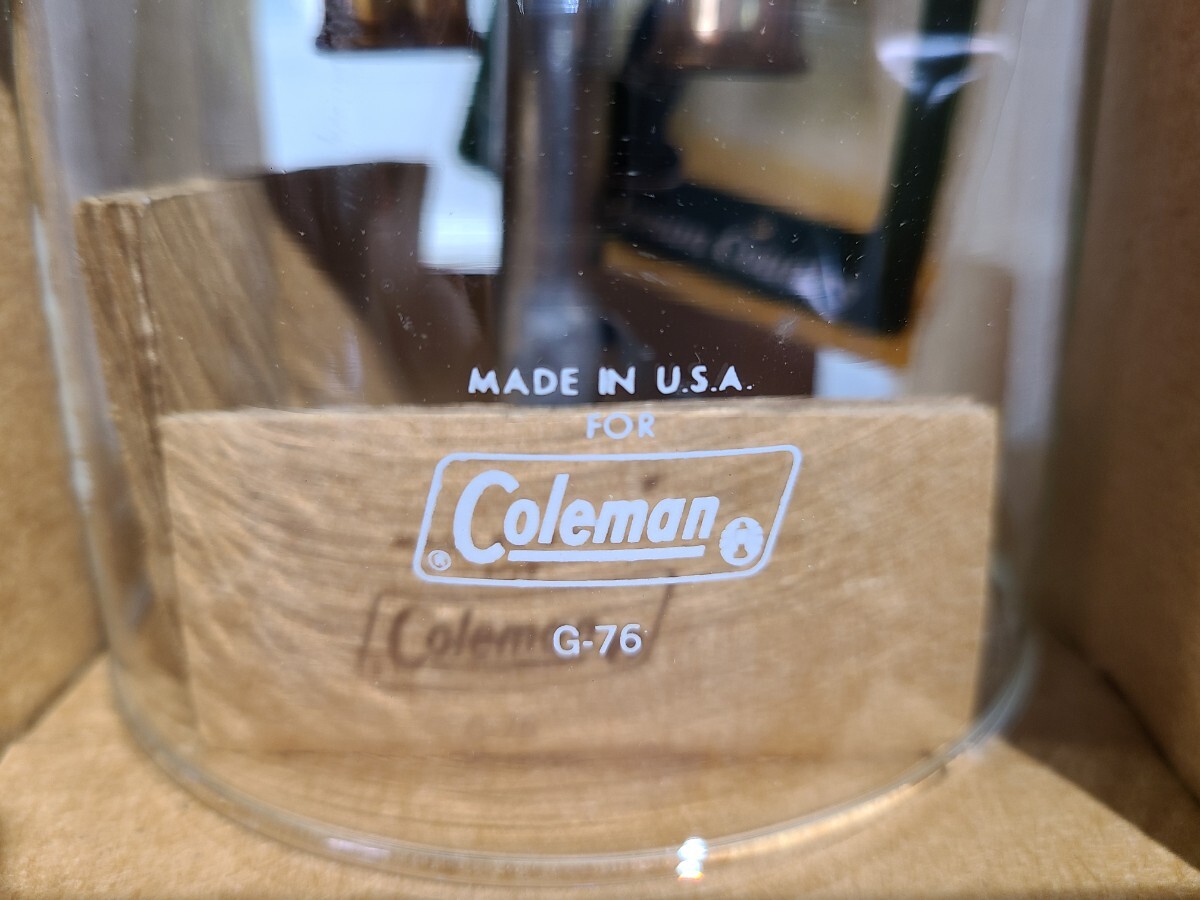 MADE IN U.S.A.
FOR
Coleman
®
G-76